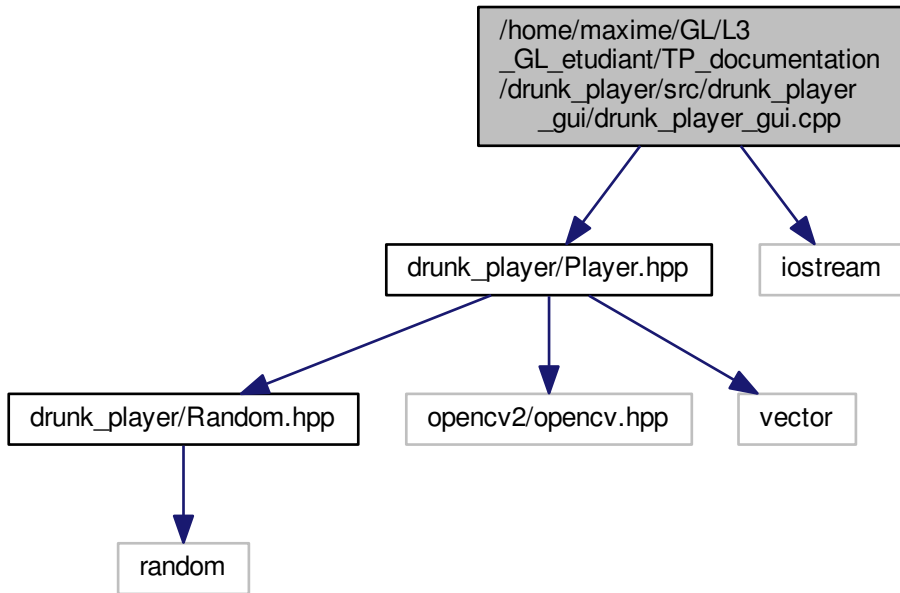 /home/maxime/GL/L3
_GL_etudiant/TP_documentation
/drunk_player/src/drunk_player
_gui/drunk_player_gui.cpp
drunk_player/Player.hpp
iostream
drunk_player/Random.hpp
opencv2/opencv.hpp
vector
random